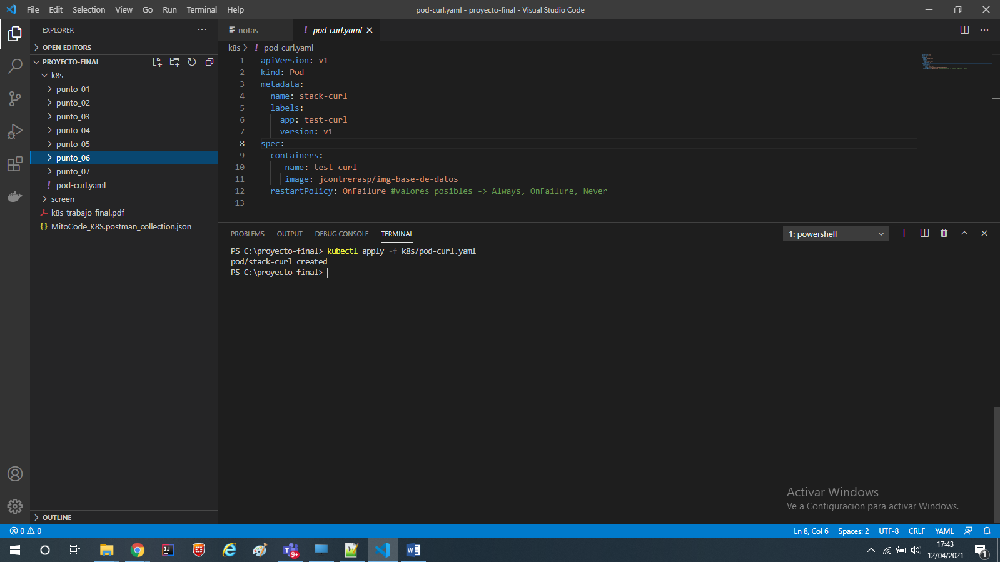 File Edit Selection View Go Run Terminal Help
pod-curl.yaml - proyecto-final - Visual Studio Code
EXPLORER
OPEN EDITORS
PROYECTO-FINAL
k8s
punto_01
punto_02
punto_03
punto_04
punto_05
punto_06
punto_07
! pod-curl.yaml
screen
k8s-trabajo-final.pdf
{} MitoCode_K8S.postman_collection.json
OUTLINE
notas
! pod-curl.yaml
k8s > ! pod-curl.yaml
1 apiVersion: v1
2 kind: Pod
3 metadata:
4   name: stack-curl
5   labels:
6     app: test-curl
7     version: v1
8 spec:
9   containers:
10    - name: test-curl
11      image: jcontrerasp/img-base-de-datos
12   restartPolicy: OnFailure #valores posibles -> Always, OnFailure, Never
13
PROBLEMS OUTPUT DEBUG CONSOLE TERMINAL
1: powershell
PS C:\proyecto-final> kubectl apply -f k8s/pod-curl.yaml
pod/stack-curl created
PS C:\proyecto-final>
Activar Windows
Ve a Configuración para activar Windows.
0 0
Ln 8, Col 6 Spaces: 2 UTF-8 CRLF YAML
9+
17:43
12/04/2021
1